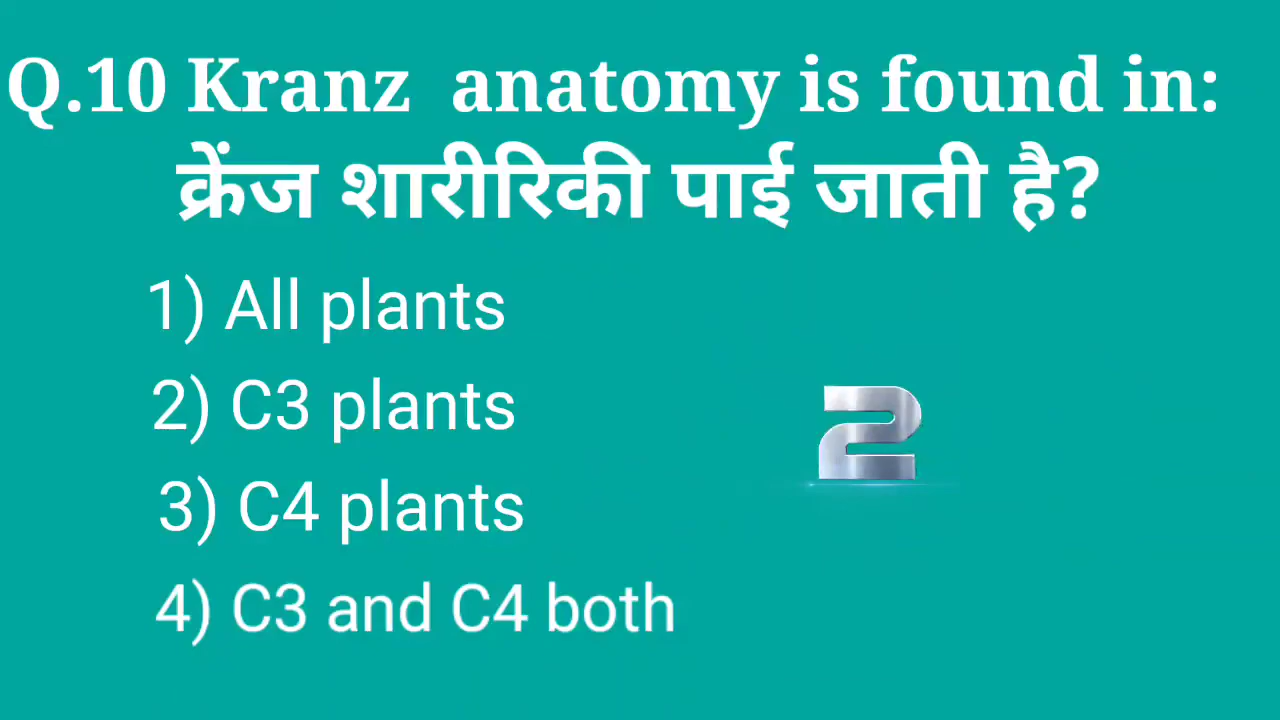 Q.10 Kranz anatomy is found in:
क्रेंज शारीरिकी पाई जाती है?
1) All plants
2) C3 plants
2
3) C4 plants
4) C3 and C4 both